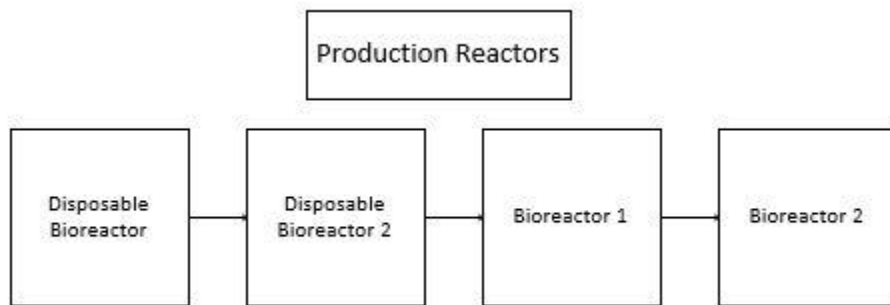 Production Reactors
Disposable
Bioreactor
Disposable
Bioreactor 2
Bioreactor 1
Bioreactor 2